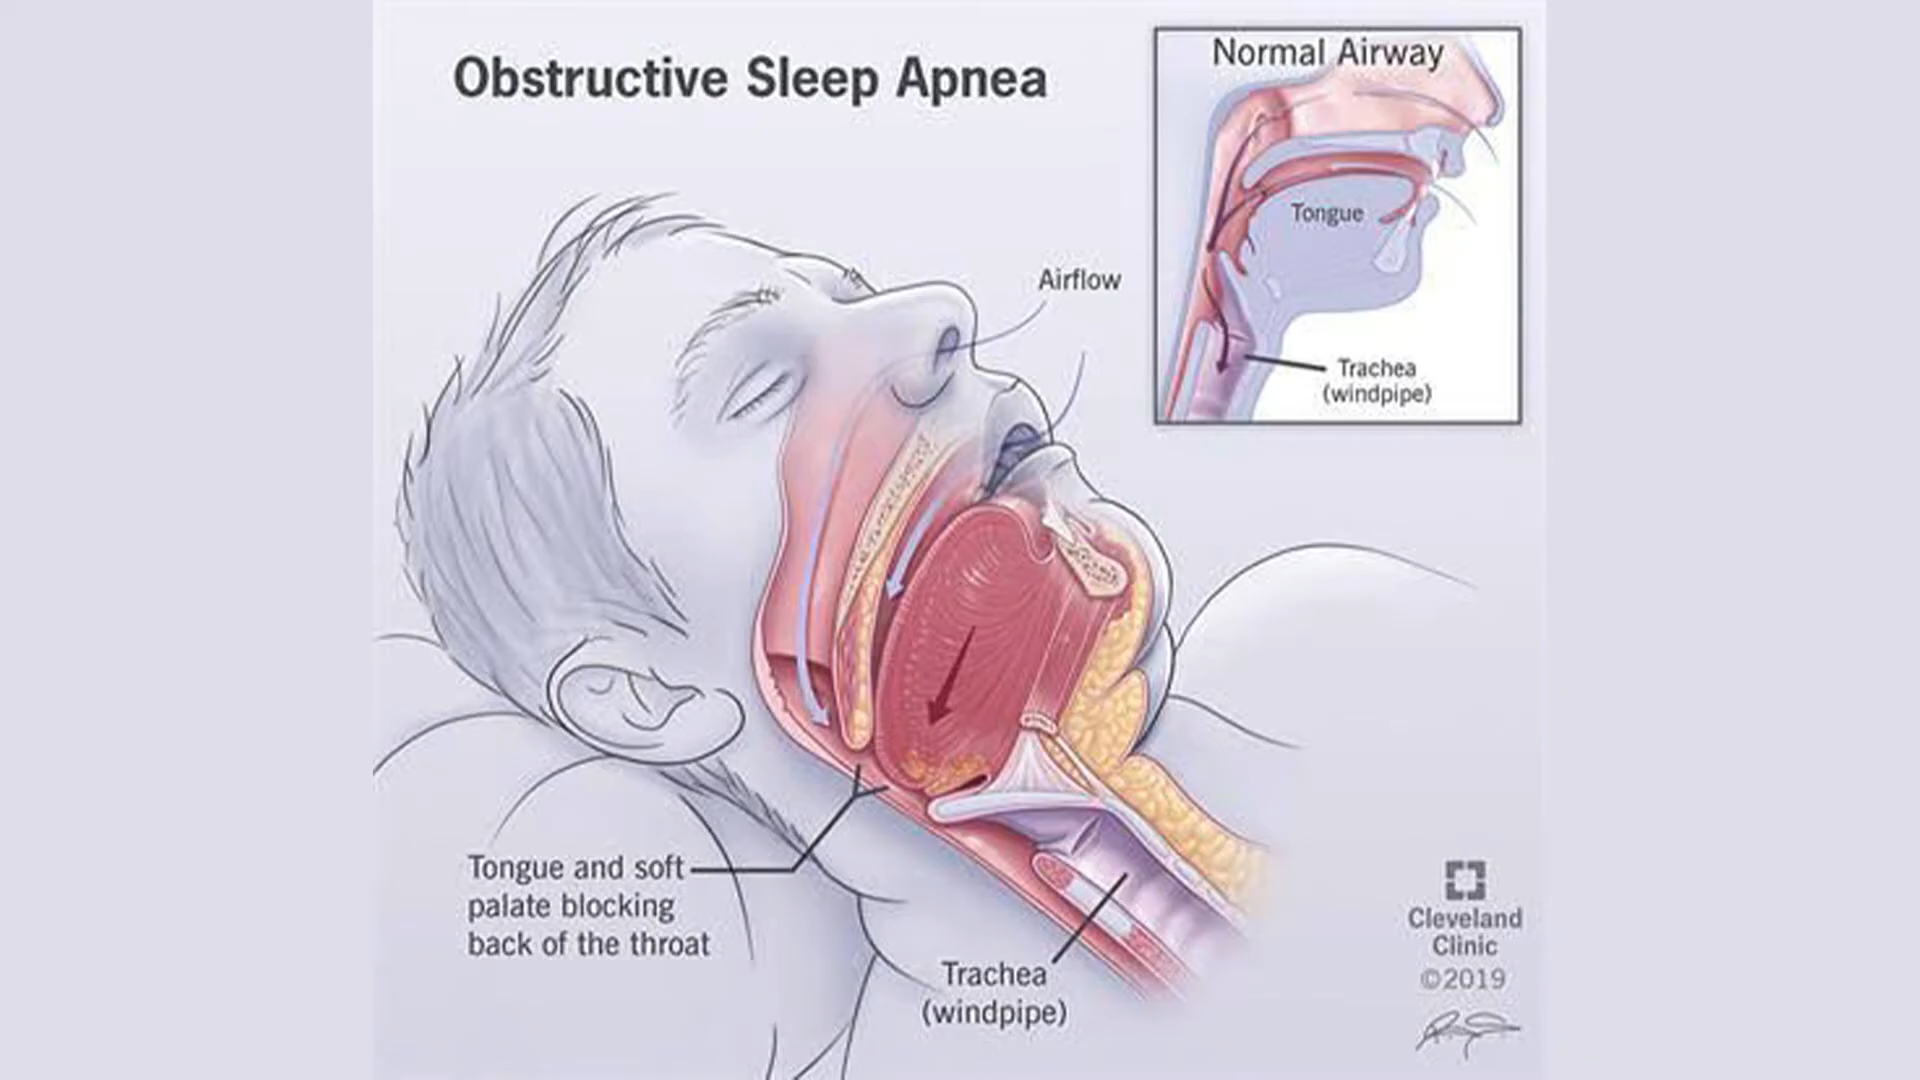 Obstructive Sleep Apnea
Normal Airway
Tongue
Trachea
(windpipe)
Airflow
Tongue and soft
palate blocking
back of the throat
Trachea
(windpipe)
Cleveland
Clinic
©2019